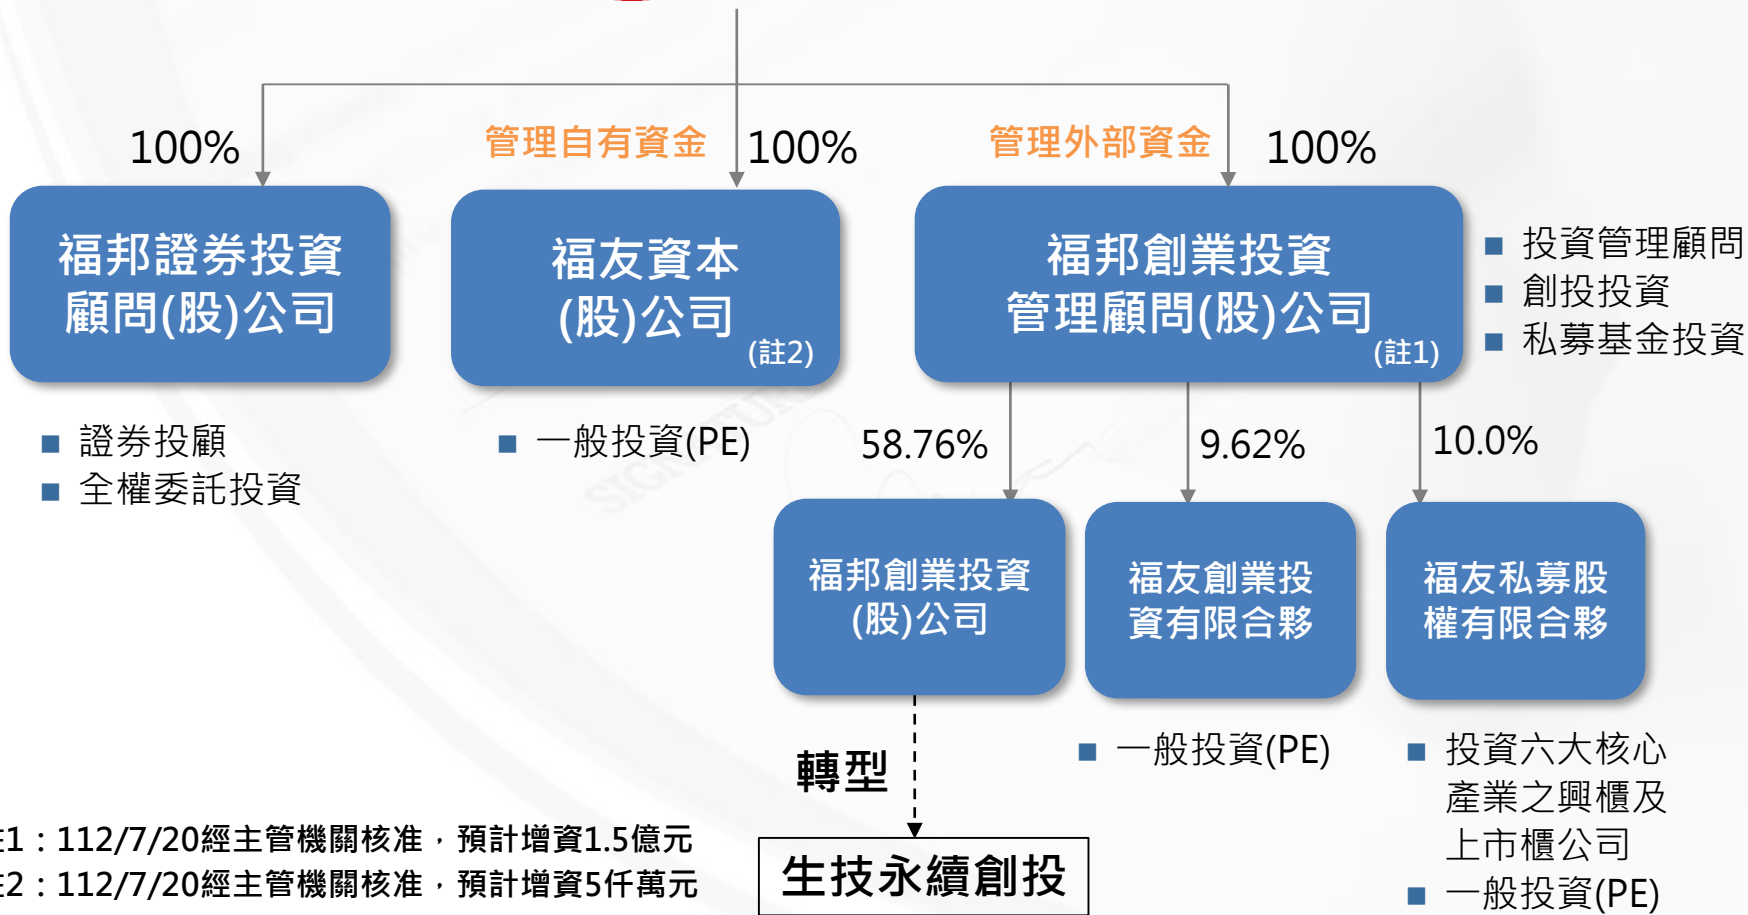 100%
管理自有資金
100%
管理外部資金
100%
福邦證券投資
顧問(股)公司
福友資本
(股)公司
(註2)
福邦創業投資
管理顧問(股)公司
(註1)
■ 投資管理顧問
■ 創投投資
■ 私募基金投資
■ 證券投顧
■ 全權委託投資
■ 一般投資(PE)
58.76%
9.62%
10.0%
福邦創業投資
(股)公司
福友創業投
資有限合夥
福友私募股
權有限合夥
SIGNATURE
■ 一般投資(PE)
■ 投資六大核心
產業之興櫃及
上市櫃公司
■ 一般投資(PE)
轉型
生技永續創投
註1：112/7/20經主管機關核准，預計增資1.5億元
註2：112/7/20經主管機關核准，預計增資5仟萬元